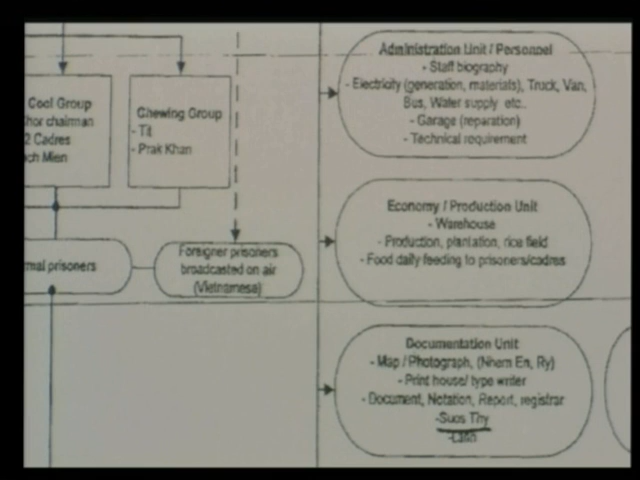 Cool Group
chairman
2 Cadres
Mien
Chewing Group
- Tit
- Prak Khan
prisoners
Foreigner prisoners
broadcasted on air
(Vietnamese)
Administration Unit / Personnel
- Staff biography
- Electricity (generation, materials), Truck, Van,
Bus, Water supply etc..
- Garage (reparation)
- Technical requirement
Economy / Production Unit
- Warehouse
- Production, plantation, rice field
- Food daily feeding to prisoners/cadres
Documentation Unit
- Map / Photograph, (Nhem En, Ry)
- Print house/ type writer
- Document, Notation, Report, registrar
-Suos Thy